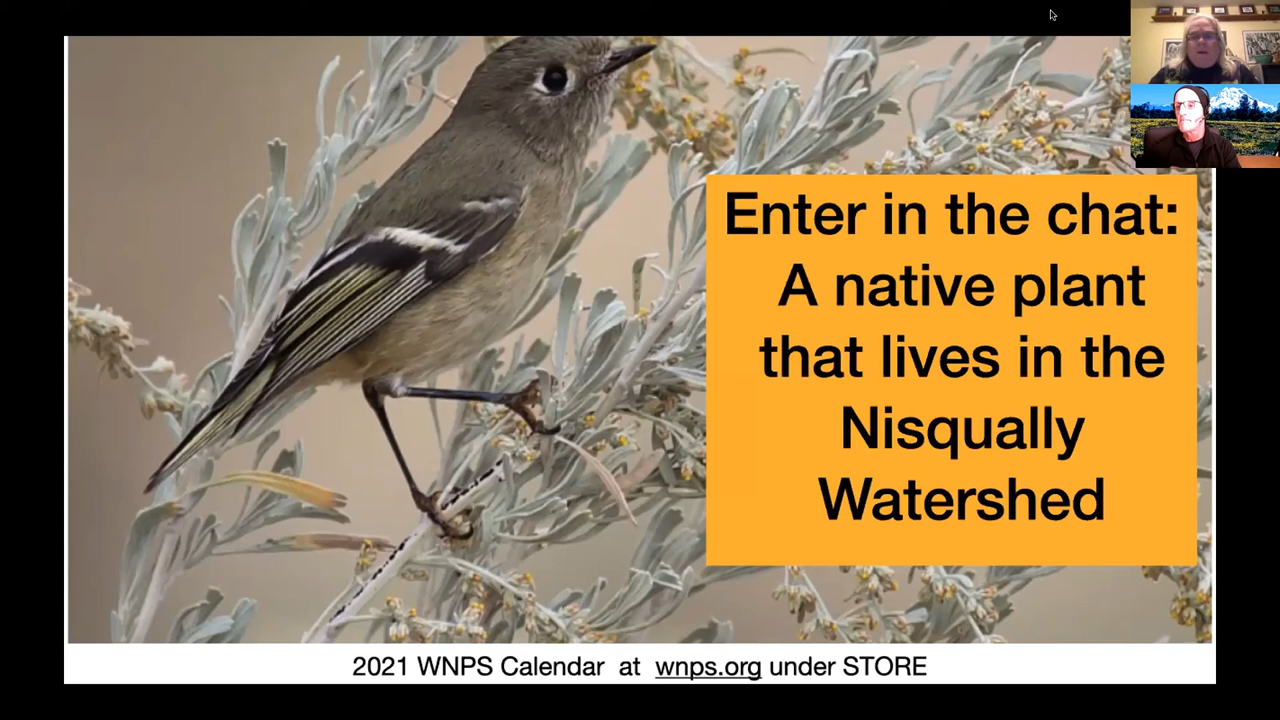 Enter in the chat:
A native plant
that lives in the
Nisqually
Watershed
2021 WNPS Calendar at wnps.org under STORE